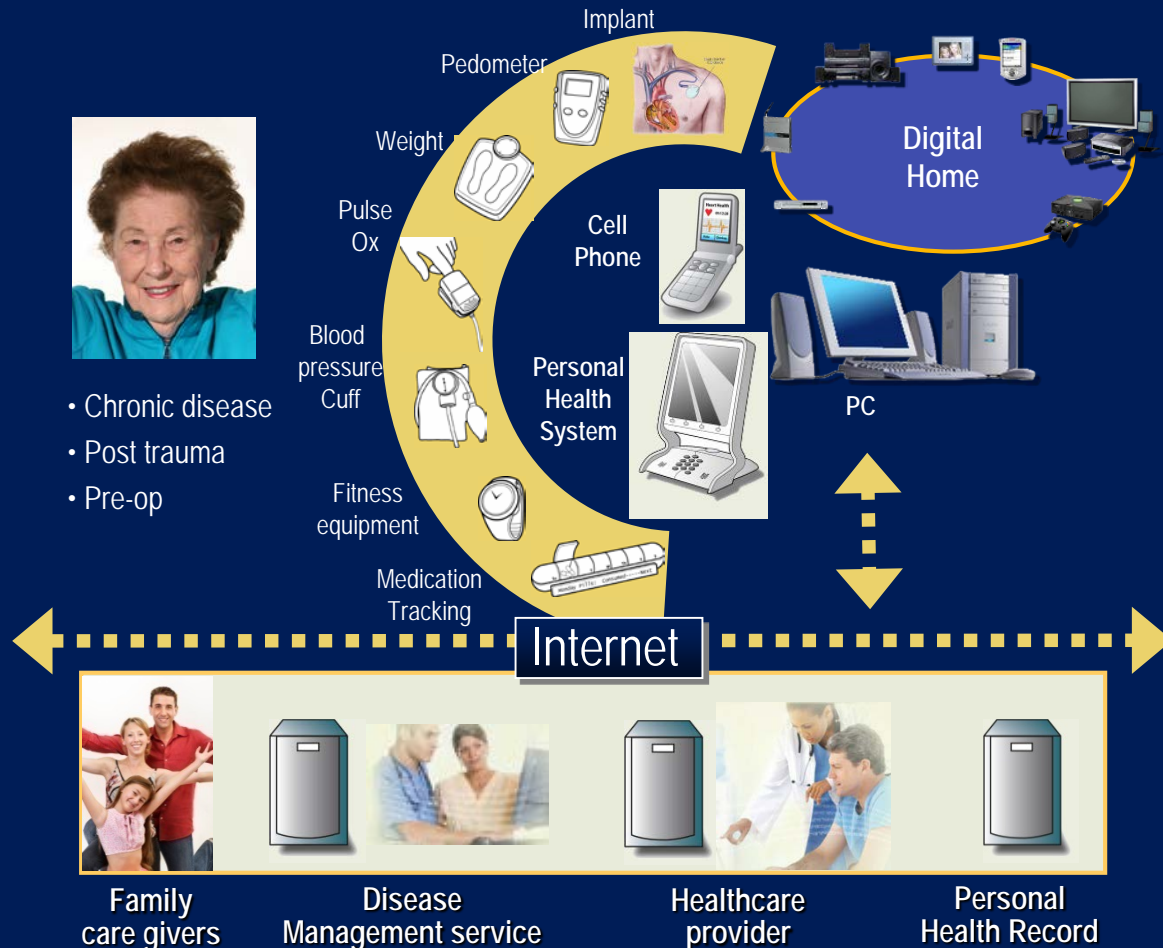 Implant
Pedometer
Weight
Pulse
Ox
Blood
pressure
Cuff
Fitness
equipment
Medication
Tracking
Cell
Phone
Personal
Health
System
Digital
Home
PC
• Chronic disease
• Post trauma
• Pre-op
Internet
Family
care givers
Disease
Management service
Healthcare
provider
Personal
Health Record